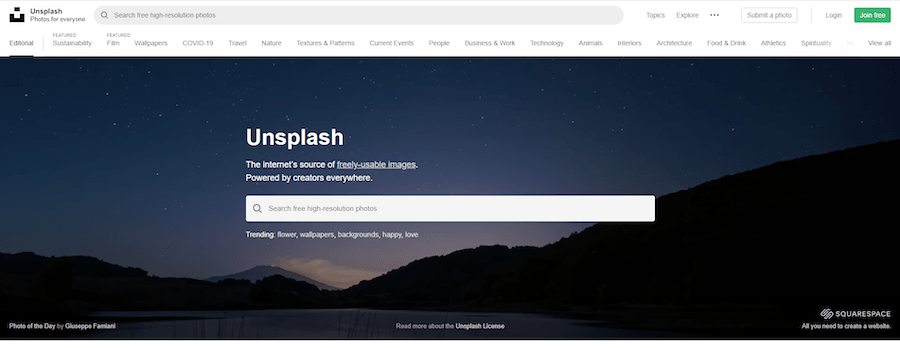 Unsplash
Photos for everyone
Search free high-resolution photos
Topics
Explore
Submit a photo
Login
Join free
Editorial
FEATURED
Sustainability
FEATURED
Film
Wallpapers
COVID-19
Travel
Nature
Textures & Patterns
Current Events
People
Business & Work
Technology
Animals
Interiors
Architecture
Food & Drink
Athletics
Spirituality
View all
Unsplash
The internet's source of freely-usable images.
Powered by creators everywhere.
Search free high-resolution photos
Trending: flower, wallpapers, backgrounds, happy, love
Photo of the Day by Giuseppe Famiani
Read more about the Unsplash License
SQUARESPACE
All you need to create a website.